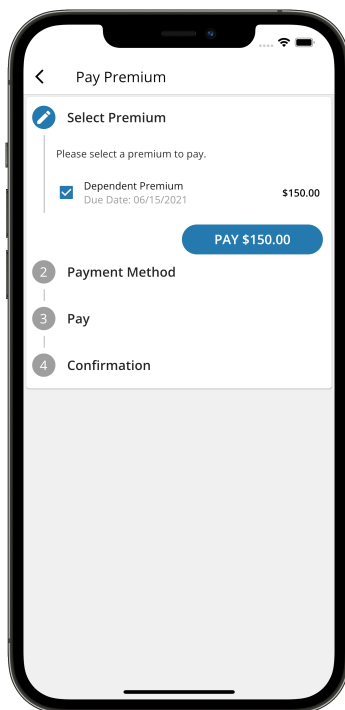 Pay Premium
Select Premium
Please select a premium to pay.
Dependent Premium
$150.00
Due Date: 06/15/2021
PAY $150.00
2 Payment Method
3 Pay
4 Confirmation